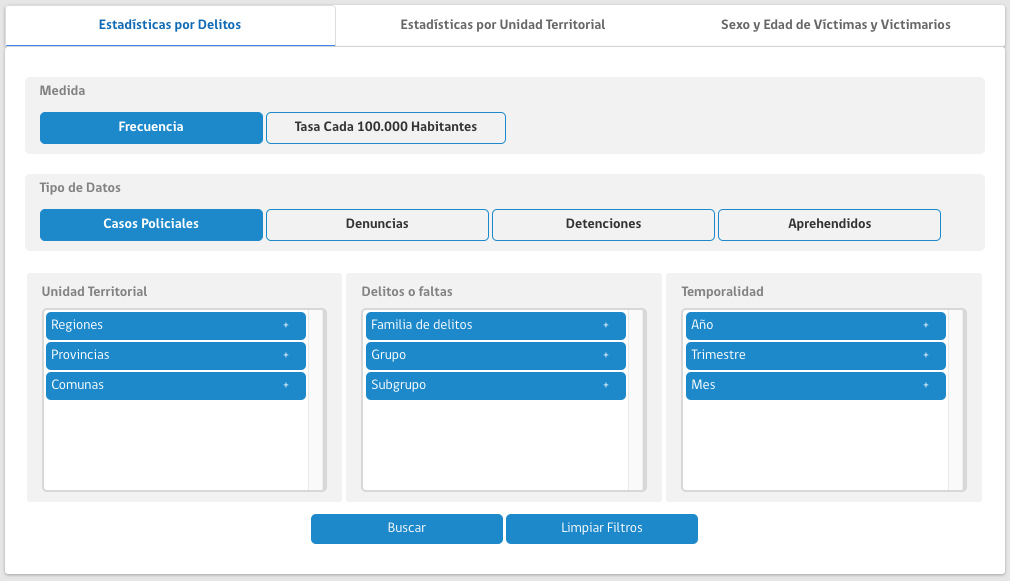 Estadísticas por Delitos Estadísticas por Unidad Territorial Sexo y Edad de Víctimas y Victimarios
Medida
Frecuencia Tasa Cada 100.000 Habitantes
Tipo de Datos
Casos Policiales Denuncias Detenciones Aprehendidos
Unidad Territorial Delitos o faltas Temporalidad
Regiones + Familia de delitos + Año +
Provincias + Grupo + Trimestre +
Comunas + Subgrupo + Mes +
Buscar Limpiar Filtros